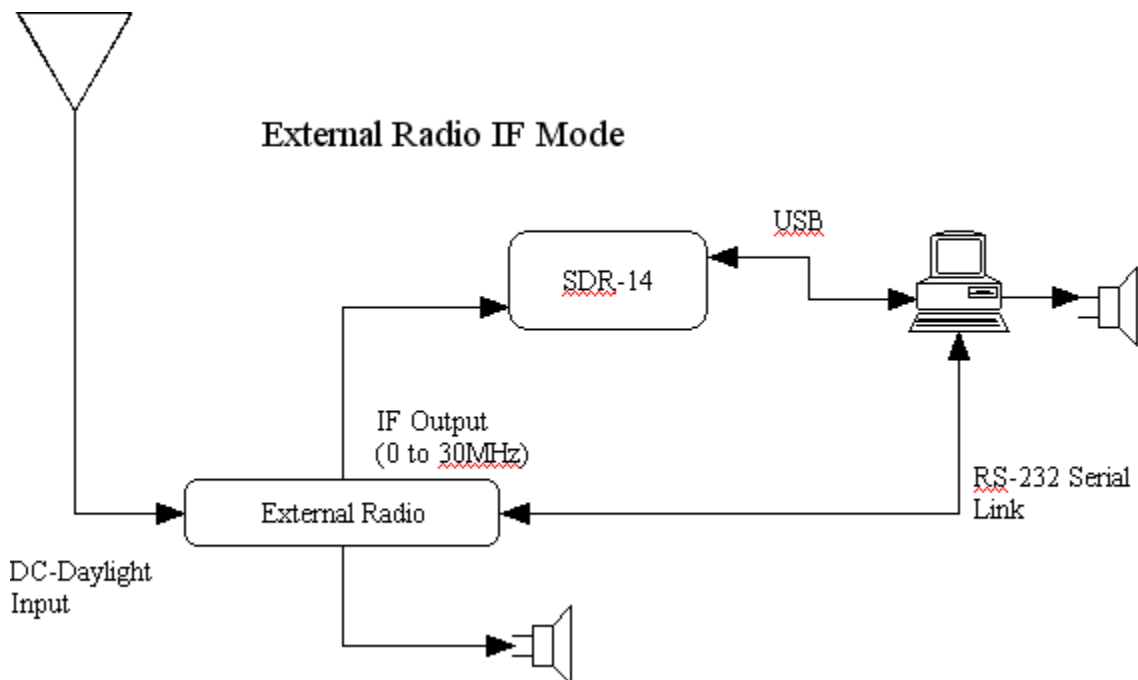 External Radio IF Mode
USB
SDR-14
IF Output
(0 to 30MHz)
RS-232 Serial
Link
External Radio
DC-Daylight
Input